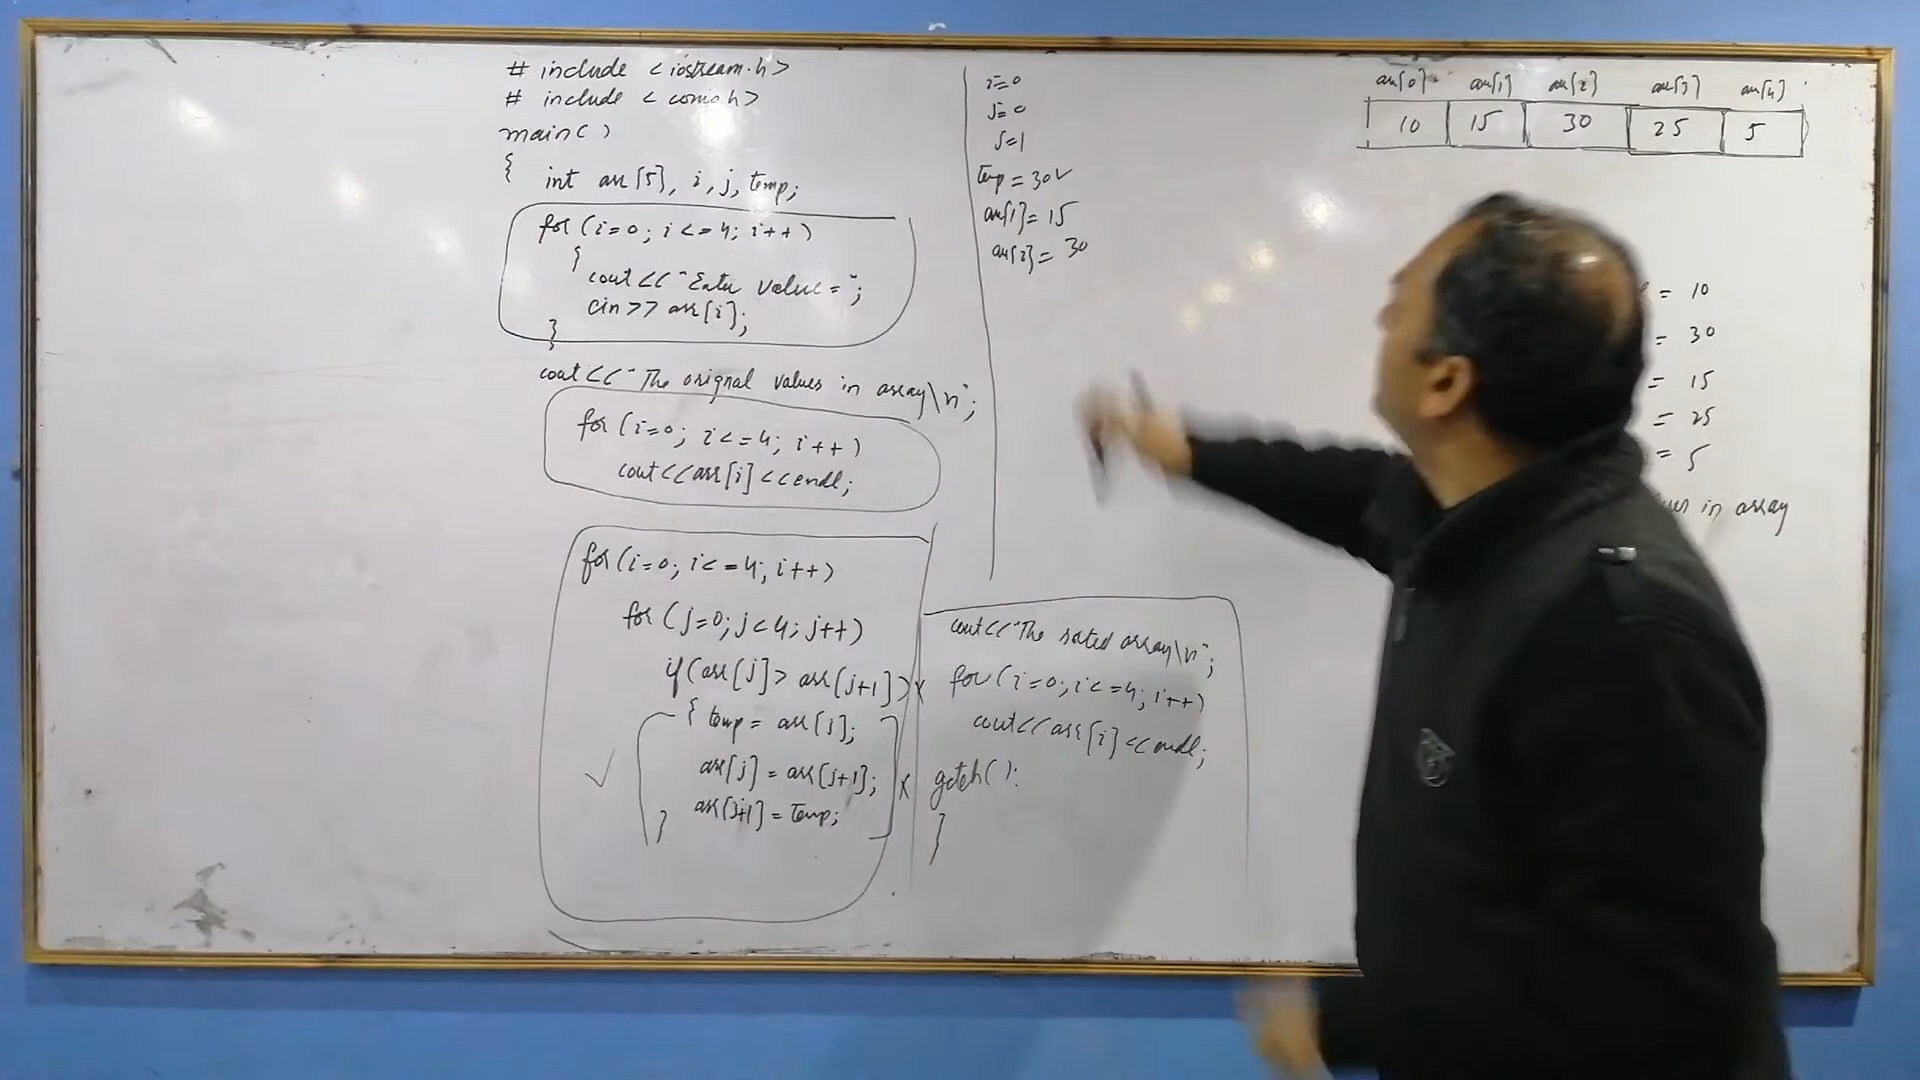 # include <iostream.h>
# include <conio.h>
main( )
{ int arr[5], i, j, temp;
for (i=0; i<=4; i++)
{
cout<<"Enter value=";
cin>>arr[i];
}
cout<<"The orignal values in array\n";
for (i=0; i<=4; i++)
cout<<arr[i]<<endl;
for (i=0; i<=4; i++)
for (j=0; j<4; j++)
if (arr[j]> arr[j+1])
{ temp = arr[j];
arr[j] = arr[j+1];
arr[j+1] = temp;
}
cout<<"The sorted array\n";
for (i=0; i<=4; i++)
cout<<arr[i]<<endl;
getch( );
}
i=0
j=0
j=1
temp = 30 ✓
arr[1] = 15
arr[2] = 30
arr[0] arr[1] arr[2] arr[3] arr[4]
10 15 30 25 5
= 10
= 30
= 15
= 25
= 5
in array